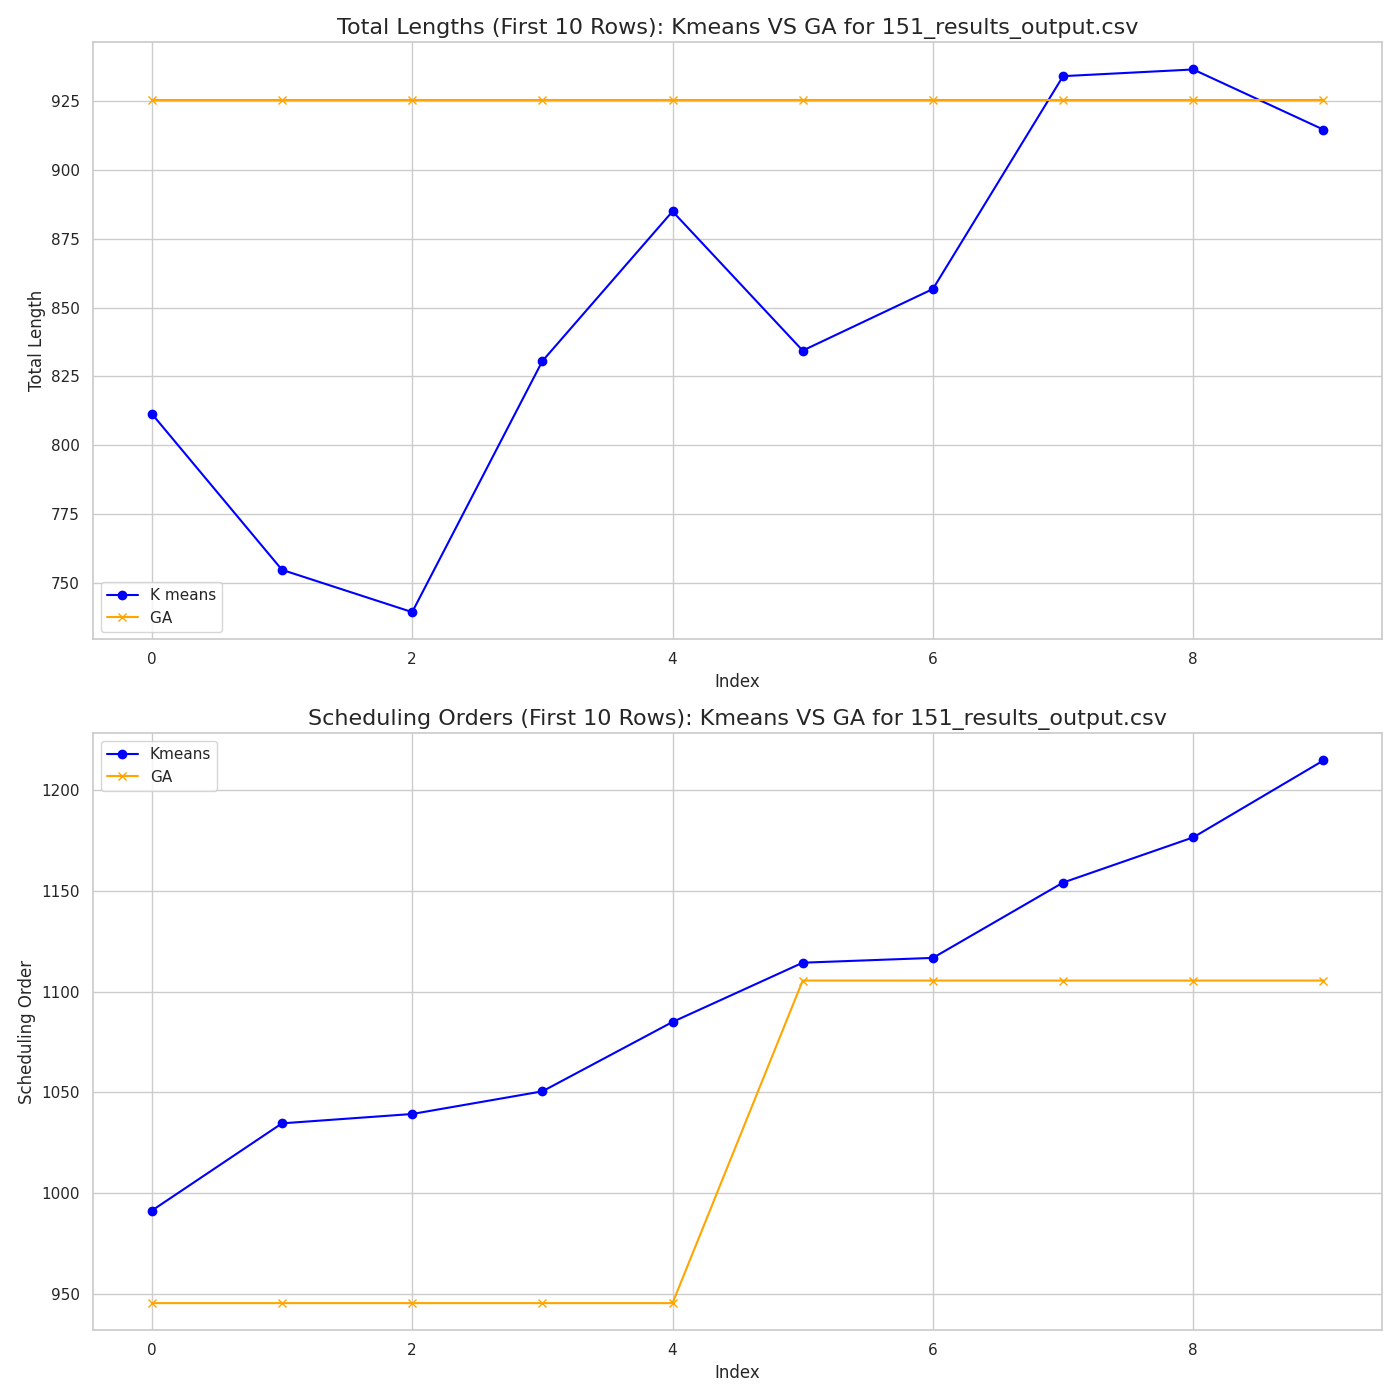 Total Lengths (First 10 Rows): Kmeans VS GA for 151_results_output.csv
925
900
875
850
825
800
775
750
Total Length
K means
GA
0 2 4 6 8
Index
Scheduling Orders (First 10 Rows): Kmeans VS GA for 151_results_output.csv
Kmeans
GA
1200
1150
1100
1050
1000
950
Scheduling Order
0 2 4 6 8
Index